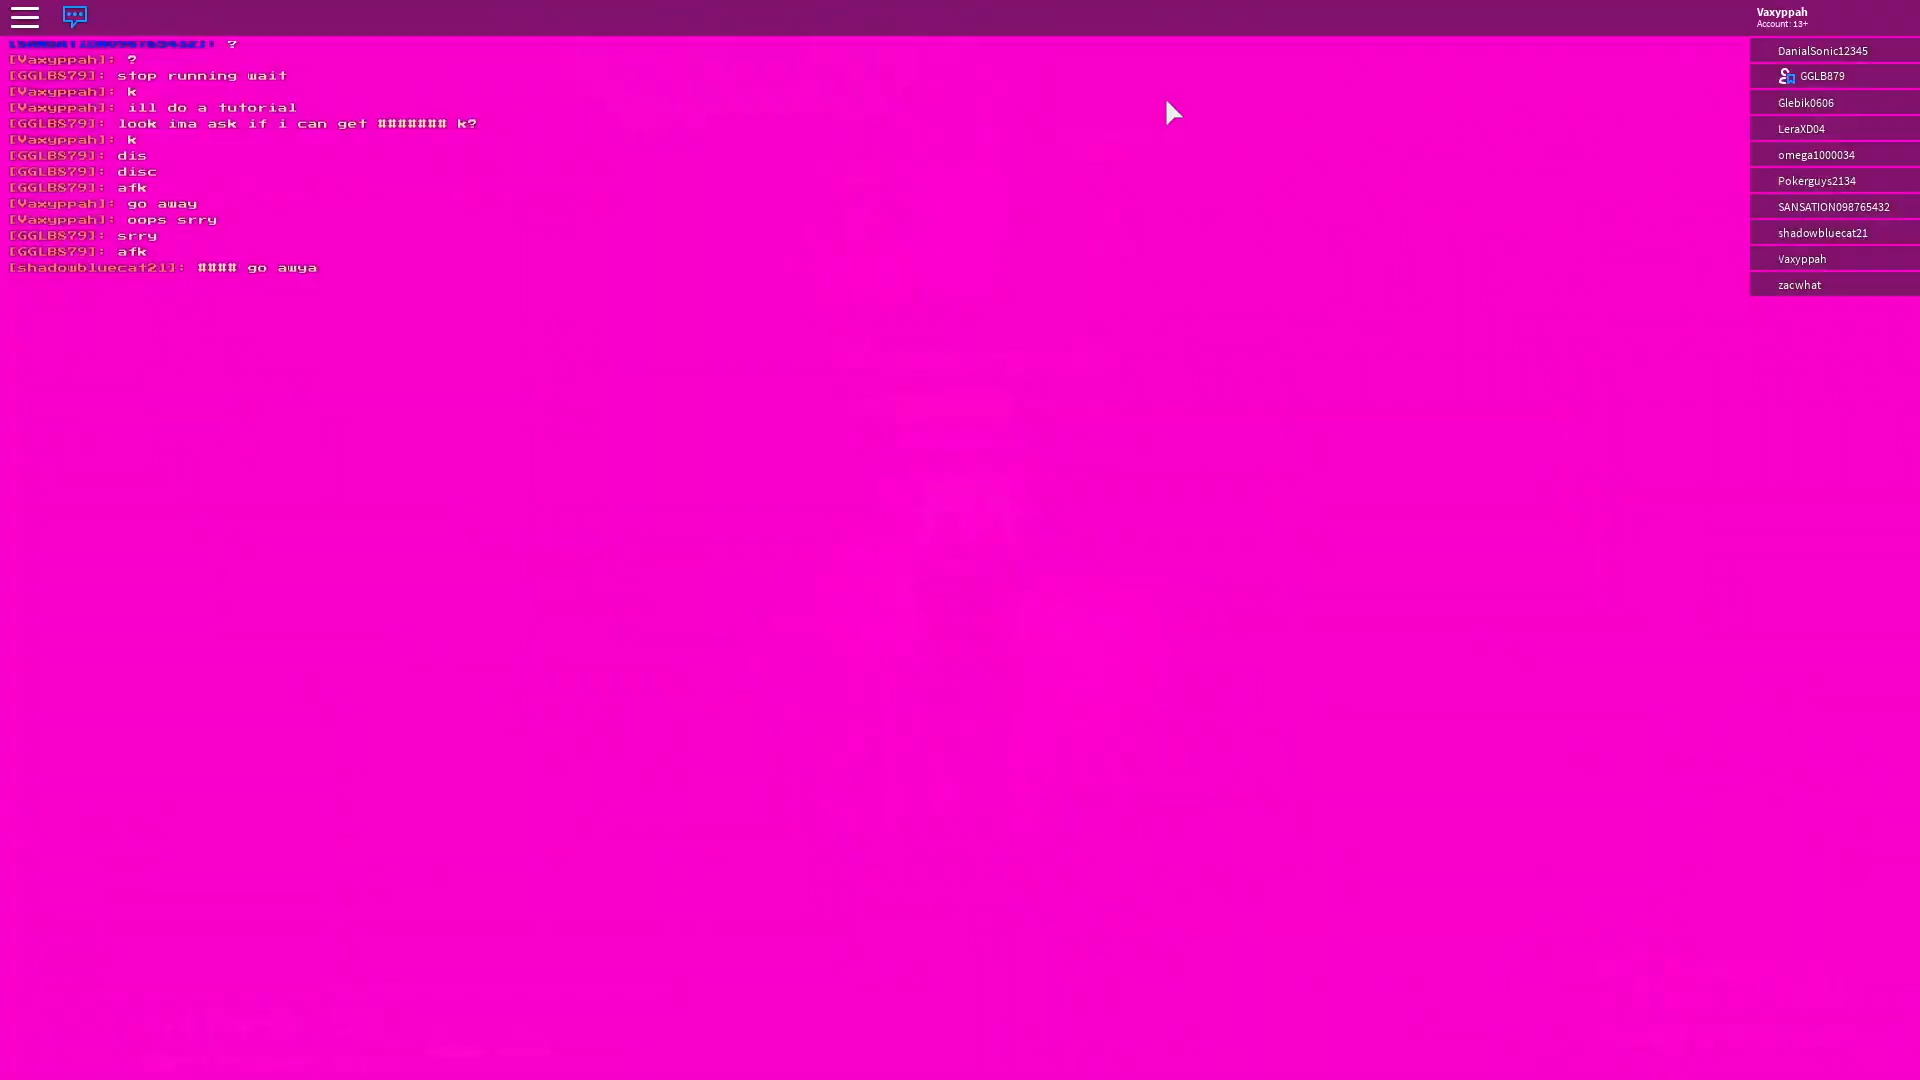 [SANSATION098765432]: ?
[Vaxyppah]: ?
[GGLB879]: stop running wait
[Vaxyppah]: k
[Vaxyppah]: ill do a tutorial
[GGLB879]: look ima ask if i can get ####### k?
[Vaxyppah]: k
[GGLB879]: dis
[GGLB879]: disc
[GGLB879]: afk
[Vaxyppah]: go away
[Vaxyppah]: oops srry
[GGLB879]: srry
[GGLB879]: afk
[shadowbluecat21]: #### go awya
Vaxyppah
Account: 13+
DanialSonic12345
GGLB879
Glebik0606
LeraXD04
omega1000034
Pokerguys2134
SANSATION098765432
shadowbluecat21
Vaxyppah
zacwhat